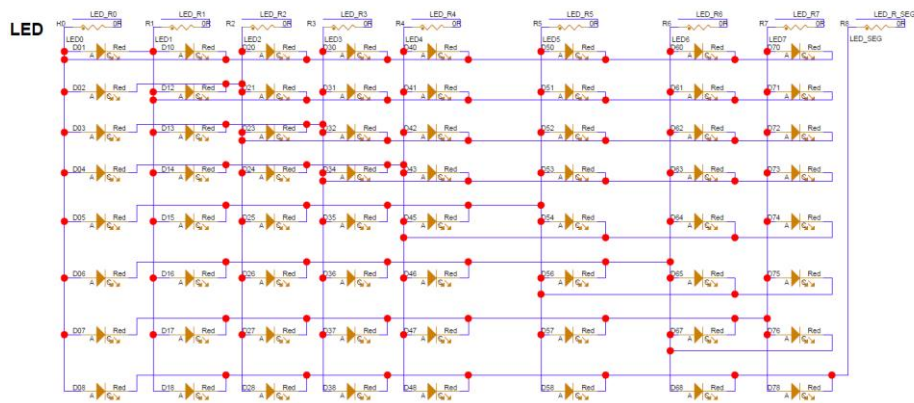 LED_R0 LED_R1 LED_R2 LED_R3 LED_R4 LED_R5 LED_R6 LED_R7 LED_R_SEG
R1 0R R2 0R R3 0R R4 0R R5 0R R6 0R R7 0R R8 0R
LED LED0 LED1 LED2 LED3 LED4 LED5 LED6 LED7 LED_SEG
D01 Red D10 Red D20 Red D30 Red D40 Red D50 Red D60 Red D70 Red
A C A C A C A C A C A C A C A C
D02 Red D12 Red D21 Red D31 Red D41 Red D51 Red D61 Red D71 Red
A C A C A C A C A C A C A C A C
D03 Red D13 Red D23 Red D32 Red D42 Red D52 Red D62 Red D72 Red
A C A C A C A C A C A C A C A C
D04 Red D14 Red D24 Red D34 Red D43 Red D53 Red D63 Red D73 Red
A C A C A C A C A C A C A C A C
D05 Red D15 Red D25 Red D35 Red D45 Red D54 Red D64 Red D74 Red
A C A C A C A C A C A C A C A C
D06 Red D16 Red D26 Red D36 Red D46 Red D56 Red D65 Red D75 Red
A C A C A C A C A C A C A C A C
D07 Red D17 Red D27 Red D37 Red D47 Red D57 Red D67 Red D76 Red
A C A C A C A C A C A C A C A C
D08 Red D18 Red D28 Red D38 Red D48 Red D58 Red D68 Red D78 Red
A C A C A C A C A C A C A C A C